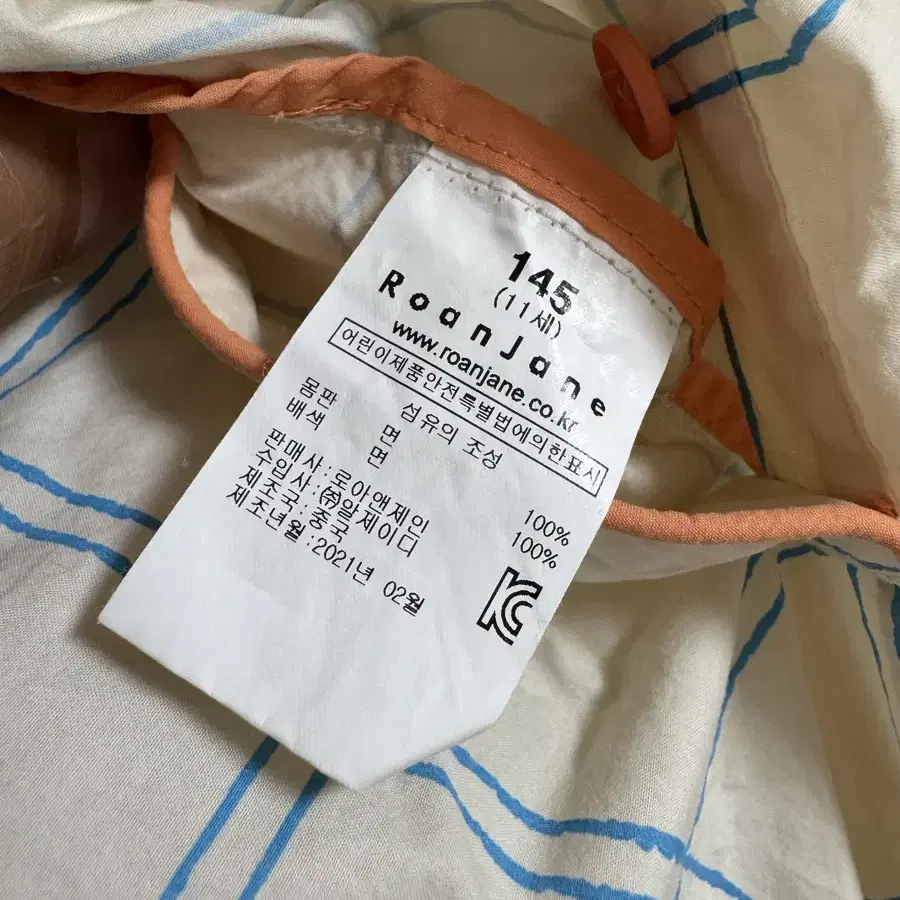 145
(11세)
RoanJane
www.roanjane.co.kr
어린이제품안전특별법에의한표시
섬유의 조성
몸판 면 100%
배색 면 100%
판매사:로아앤제인
수입사:㈜알제이디
제조국:중국
제조년월:2021년 02월
KC